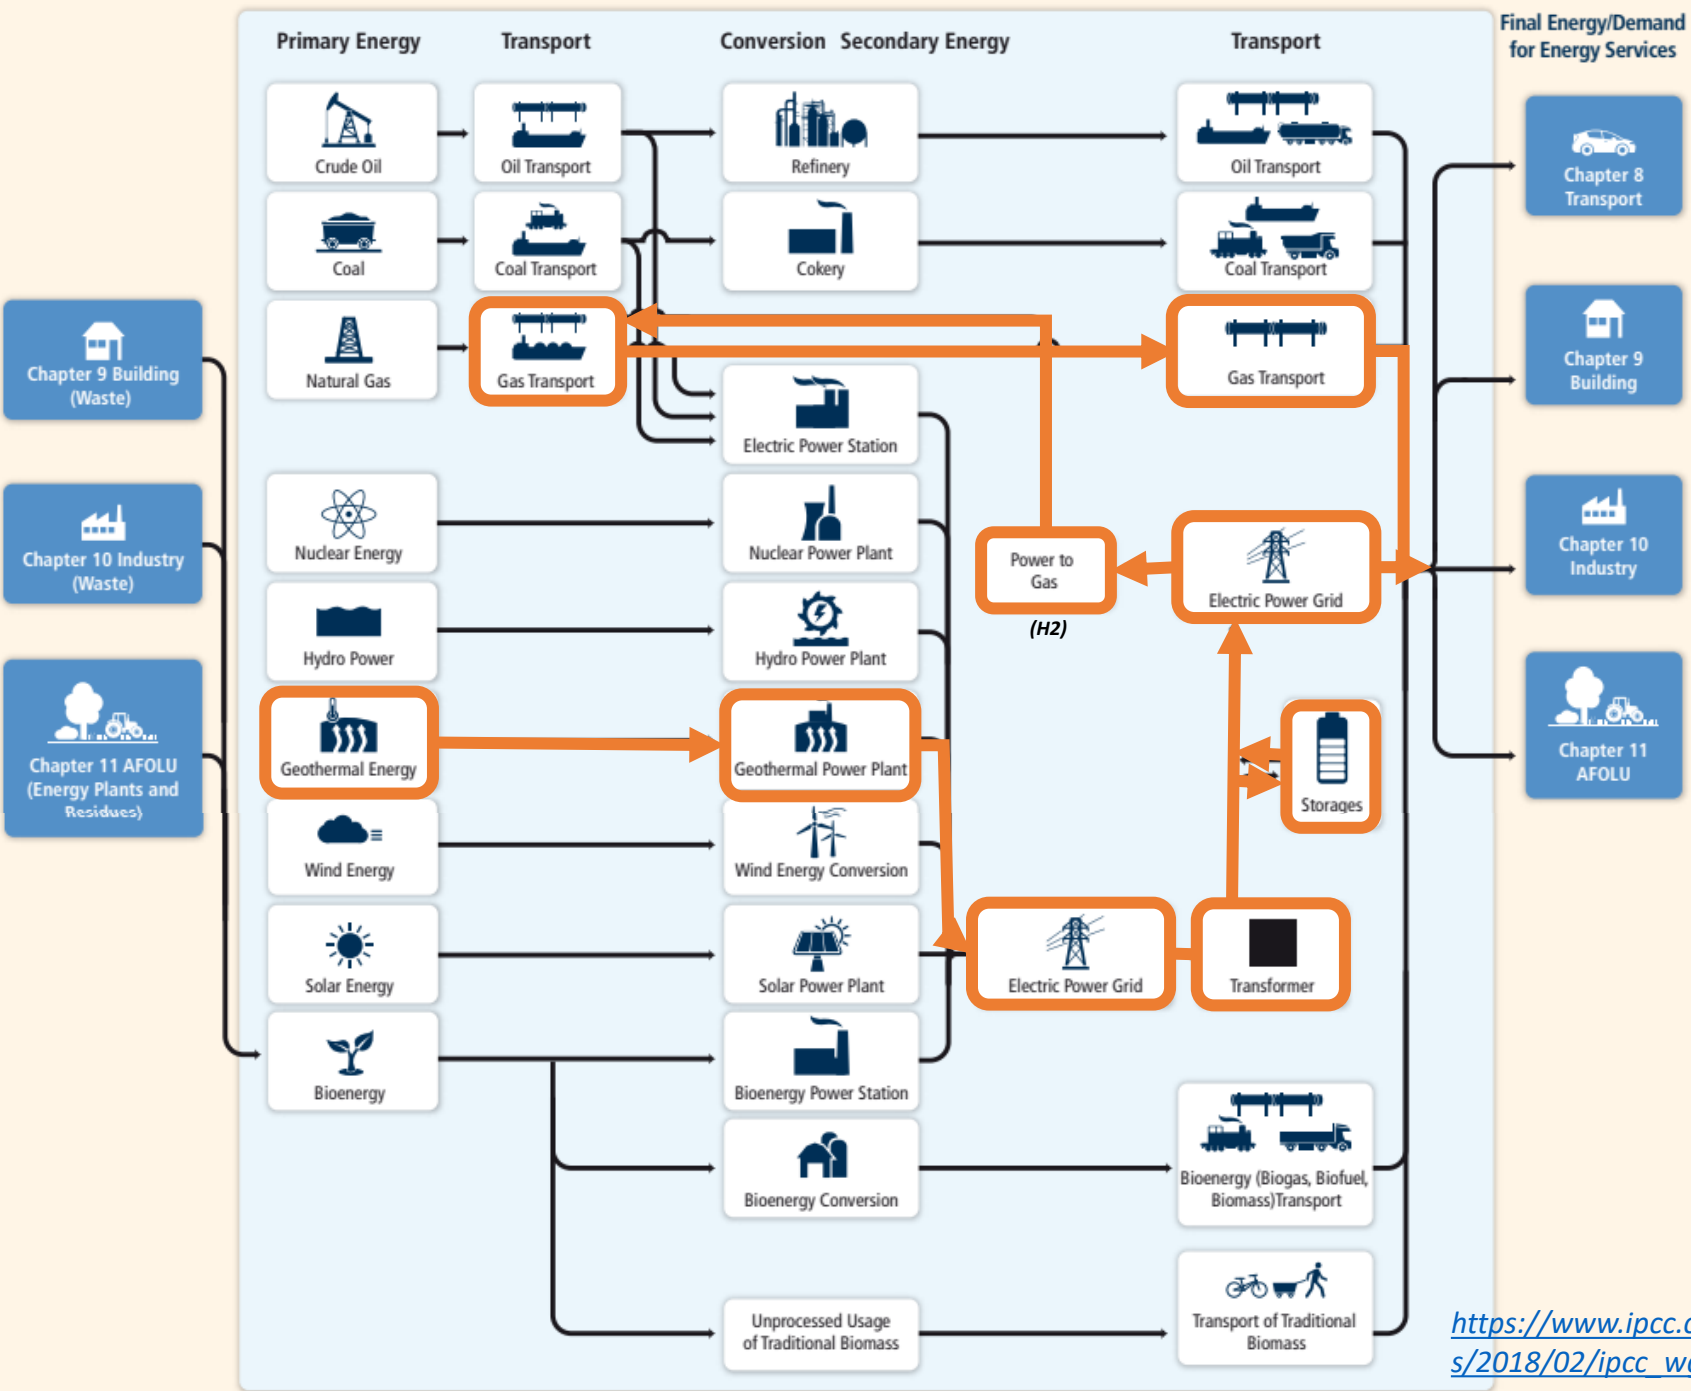 Primary Energy
Transport
Conversion
Secondary Energy
Transport
Final Energy/Demand
for Energy Services
Crude Oil
Oil Transport
Refinery
Oil Transport
Chapter 8
Transport
Coal
Coal Transport
Cokery
Coal Transport
Natural Gas
Gas Transport
Gas Transport
Chapter 9 Building
(Waste)
Chapter 9
Building
Electric Power Station
Nuclear Energy
Nuclear Power Plant
Power to
Gas
(H2)
Electric Power Grid
Chapter 10 Industry
(Waste)
Chapter 10
Industry
Hydro Power
Hydro Power Plant
Geothermal Energy
Geothermal Power Plant
Storages
Chapter 11 AFOLU
(Energy Plants and
Residues)
Chapter 11
AFOLU
Wind Energy
Wind Energy Conversion
Solar Energy
Solar Power Plant
Electric Power Grid
Transformer
Bioenergy
Bioenergy Power Station
Bioenergy Conversion
Bioenergy (Biogas, Biofuel,
Biomass)Transport
Unprocessed Usage
of Traditional Biomass
Transport of Traditional
Biomass
https://www.ipcc.
s/2018/02/ipcc_w